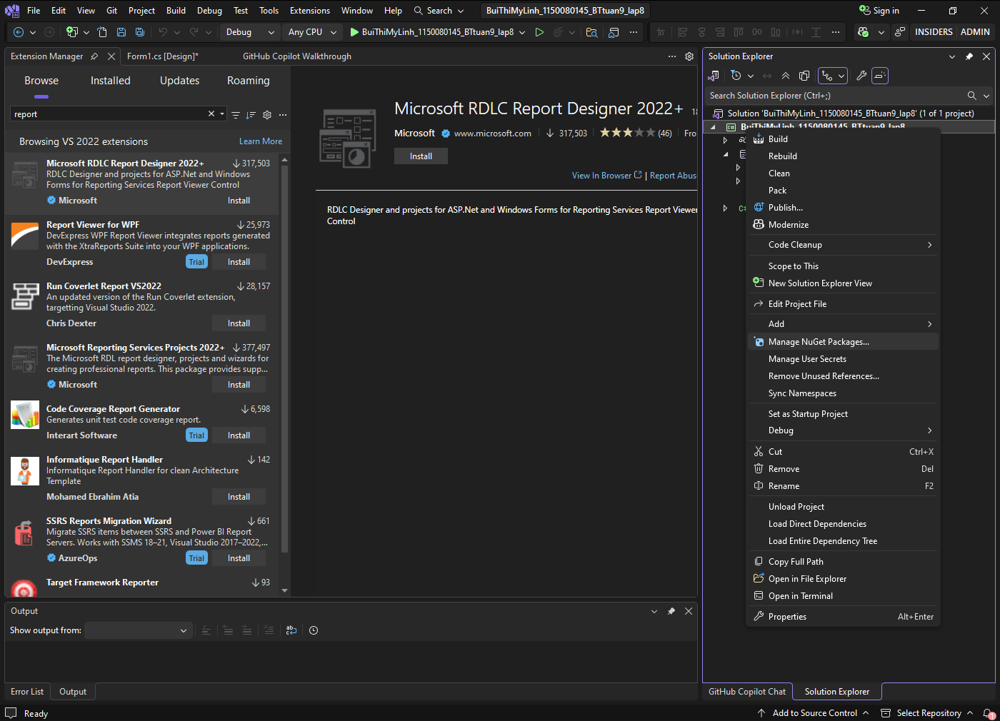 File Edit View Git Project Build Debug Test Tools Extensions Window Help Search BuiThiMyLinh_1150080145_BTtuan9_lap8 Sign in
Debug Any CPU BuiThiMyLinh_1150080145_BTtuan9_lap8 INSIDERS ADMIN
Extension Manager Form1.cs [Design]* GitHub Copilot Walkthrough
Browse Installed Updates Roaming
report
Browsing VS 2022 extensions Learn More
Microsoft RDLC Report Designer 2022+ 317,503
RDLC Designer and projects for ASP.Net and Windows
Forms for Reporting Services Report Viewer Control
Microsoft Install
Report Viewer for WPF 25,973
DevExpress WPF Report Viewer integrates reports generated
with the XtraReports Suite into your WPF applications.
DevExpress Trial Install
Run Coverlet Report VS2022 28,157
An updated version of the Run Coverlet extension,
targetting Visual Studio 2022.
Chris Dexter Install
Microsoft Reporting Services Projects 2022+ 377,497
The Microsoft RDL report designer, projects and wizards for
creating professional reports. This package provides supp...
Microsoft Install
Code Coverage Report Generator 6,598
Generates unit test code coverage report.
Interart Software Trial Install
Informatique Report Handler 142
Informatique Report Handler for clean Architecture
Template
Mohamed Ebrahim Atia Install
SSRS Reports Migration Wizard 661
Migrate SSRS items between SSRS and Power BI Report
Servers. Works with SSMS 18–21, Visual Studio 2017–2022,...
AzureOps Trial Install
Target Framework Reporter 93
Microsoft RDLC Report Designer 2022+
Microsoft www.microsoft.com 317,503 (46) Fro
Install
View In Browser | Report Abus
RDLC Designer and projects for ASP.Net and Windows Forms for Reporting Services Report Viewer
Control
Solution Explorer
Search Solution Explorer (Ctrl+;)
Solution 'BuiThiMyLinh_1150080145_BTtuan9_lap8' (1 of 1 project)
C# BuiThiMyLinh_1150080145_BTtuan9_lap8
Build
Rebuild
Clean
Pack
Publish...
Modernize
Code Cleanup
Scope to This
New Solution Explorer View
Edit Project File
Add
Manage NuGet Packages...
Manage User Secrets
Remove Unused References...
Sync Namespaces
Set as Startup Project
Debug
Cut Ctrl+X
Remove Del
Rename F2
Unload Project
Load Direct Dependencies
Load Entire Dependency Tree
Copy Full Path
Open in File Explorer
Open in Terminal
Properties Alt+Enter
Output
Show output from:
Error List Output
GitHub Copilot Chat Solution Explorer
Ready Add to Source Control Select Repository 1